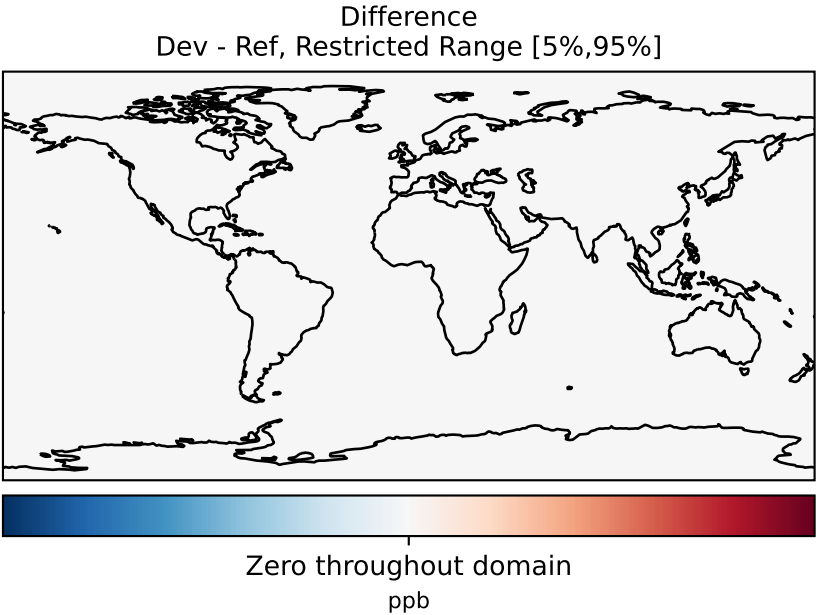 Difference
Dev - Ref, Restricted Range [5%,95%]
Zero throughout domain
ppb